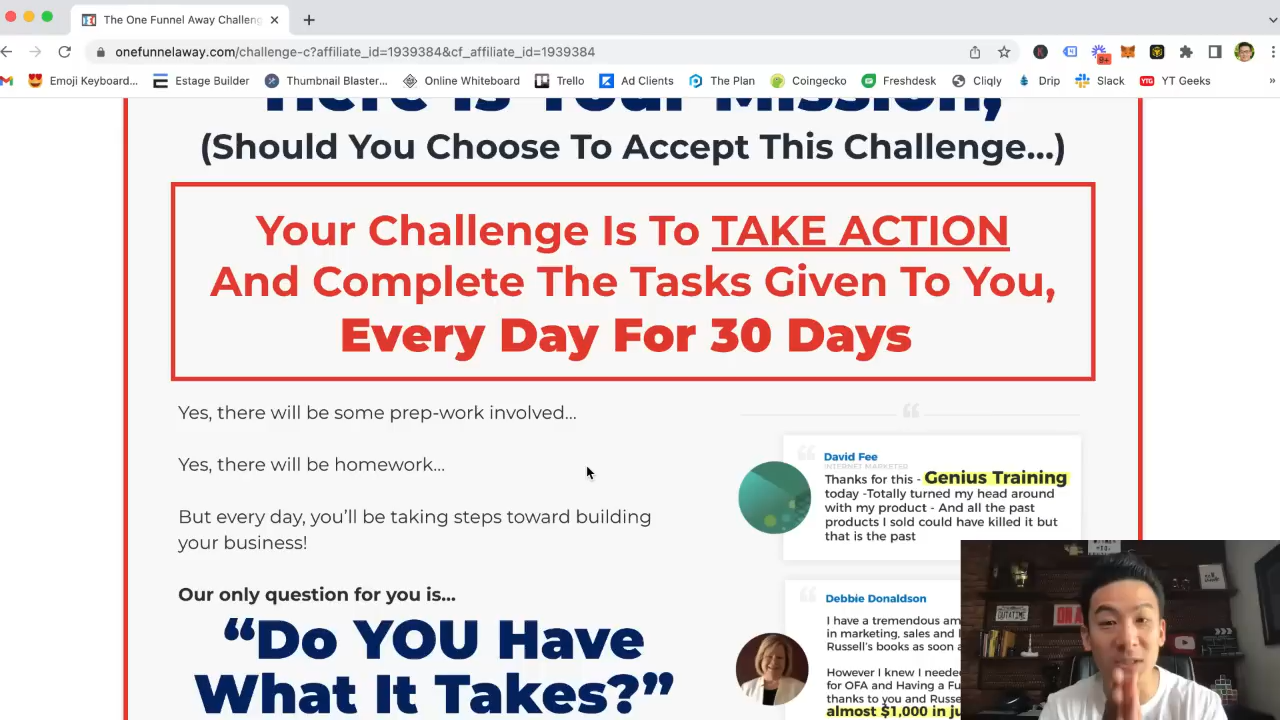 The One Funnel Away Challeng
onefunnelaway.com/challenge-c?affiliate_id=1939384&cf_affiliate_id=1939384
9+
Emoji Keyboard...
Estage Builder
Thumbnail Blaster...
Online Whiteboard
Trello
Ad Clients
The Plan
Coingecko
Freshdesk
Cliqly
Drip
Slack
YT Geeks
»
Here Is Your Mission,
(Should You Choose To Accept This Challenge...)
Your Challenge Is To TAKE ACTION
And Complete The Tasks Given To You,
Every Day For 30 Days
Yes, there will be some prep-work involved...
Yes, there will be homework...
But every day, you'll be taking steps toward building
your business!
Our only question for you is...
“Do YOU Have
What It Takes?”
David Fee
INTERNET MARKETER
Thanks for this - Genius Training
today -Totally turned my head around
with my product - And all the past
products I sold could have killed it but
that is the past
Debbie Donaldson
I have a tremendous am
in marketing, sales and l
Russell's books as soon a
However I knew I neede
for OFA and Having a Fu
thanks to you and Russe
almost $1,000 in ju